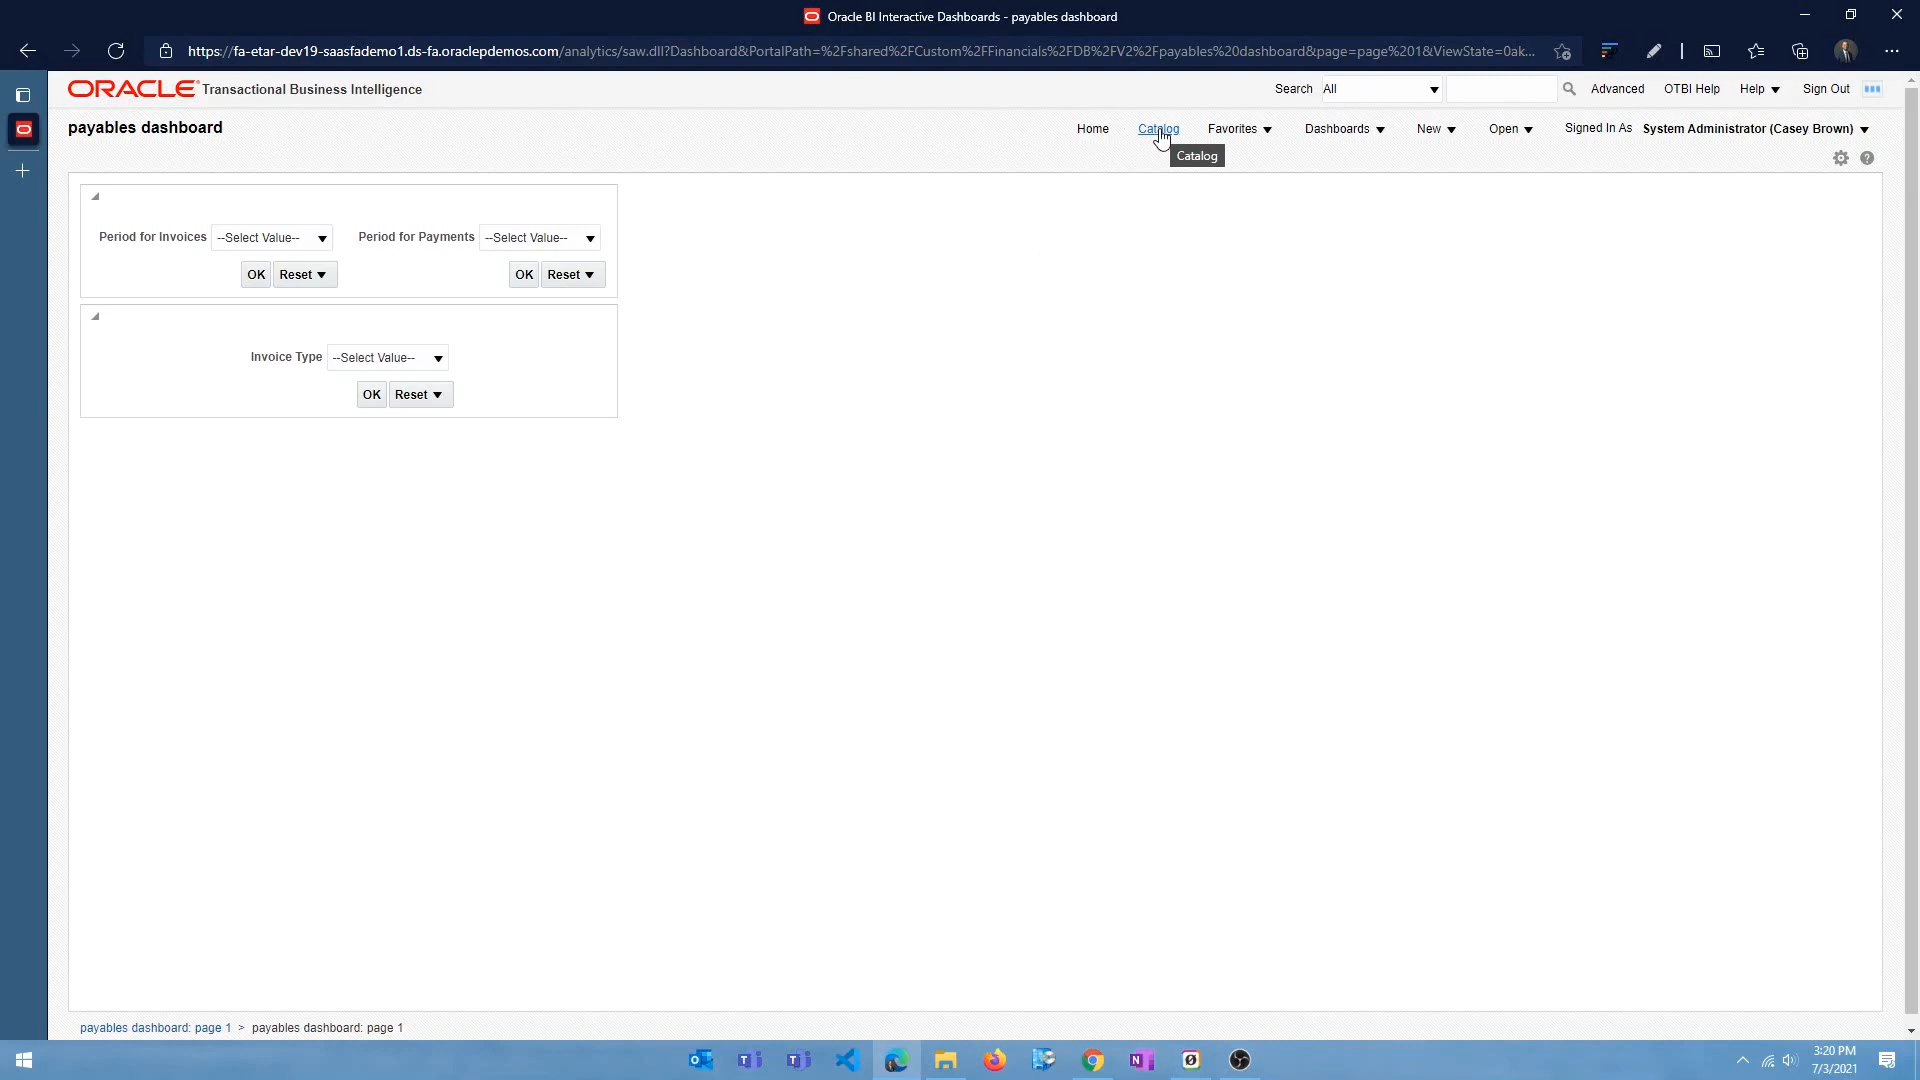 Oracle BI Interactive Dashboards - payables dashboard
https://fa-etar-dev19-saasfademo1.ds-fa.oraclepdemos.com/analytics/saw.dll?Dashboard&PortalPath=%2Fshared%2FCustom%2FFinancials%2FDB%2FV2%2Fpayables%20dashboard&page=page%201&ViewState=0ak...
ORACLE Transactional Business Intelligence
Search All Advanced OTBI Help Help Sign Out
payables dashboard
Home Catalog Favorites Dashboards New Open Signed In As System Administrator (Casey Brown)
Catalog
Period for Invoices --Select Value-- Period for Payments --Select Value--
OK Reset OK Reset
Invoice Type --Select Value--
OK Reset
payables dashboard: page 1 > payables dashboard: page 1
3:20 PM
7/3/2021